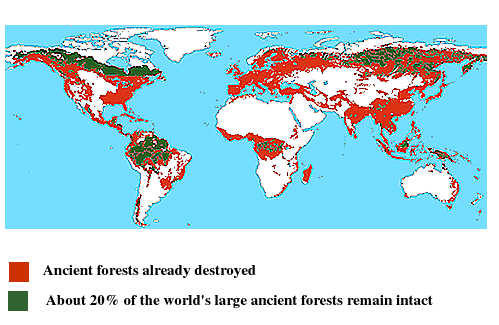 Ancient forests already destroyed
About 20% of the world's large ancient forests remain intact